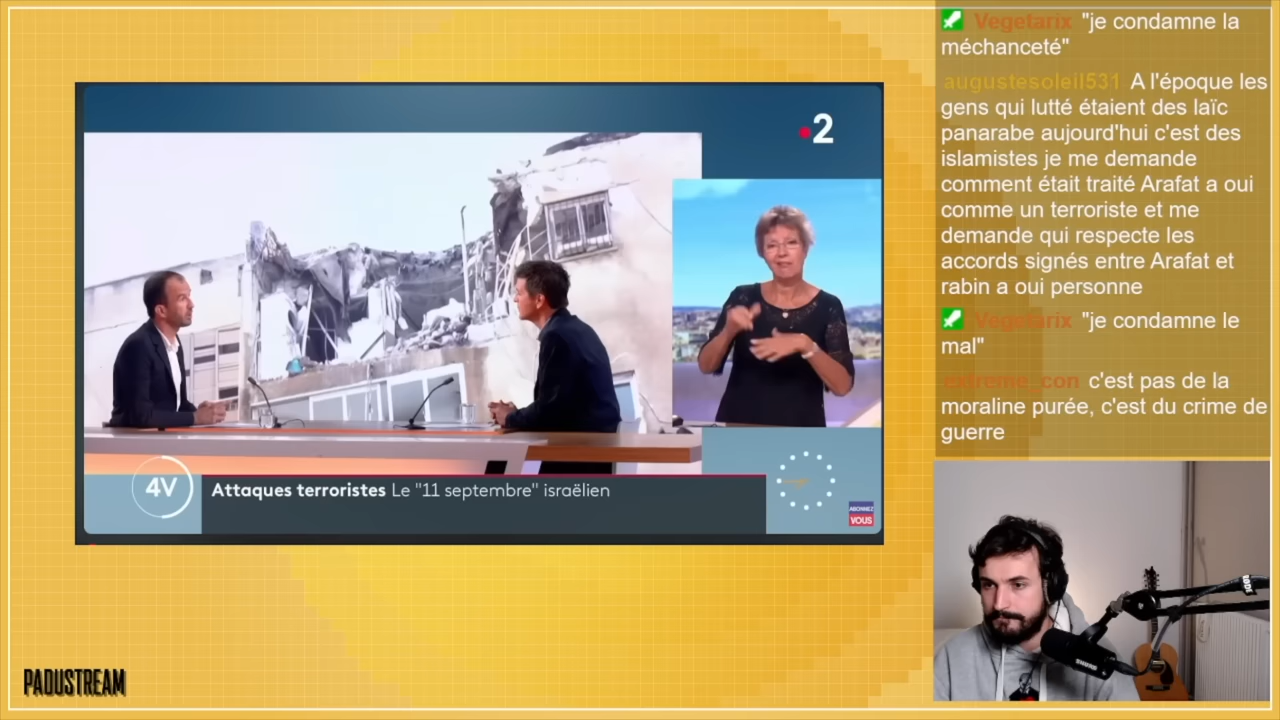 2
4V
Attaques terroristes Le "11 septembre" israëlien
ABONNEZ
VOUS
PADUSTREAM
Vegetarix "je condamne la
méchanceté"
augustesoleil531 A l'époque les
gens qui lutté étaient des laïc
panarabe aujourd'hui c'est des
islamistes je me demande
comment était traité Arafat a oui
comme un terroriste et me
demande qui respecte les
accords signés entre Arafat et
rabin a oui personne
Vegetarix "je condamne le
mal"
extreme_con c'est pas de la
moraline purée, c'est du crime de
guerre
SHURE
RODE